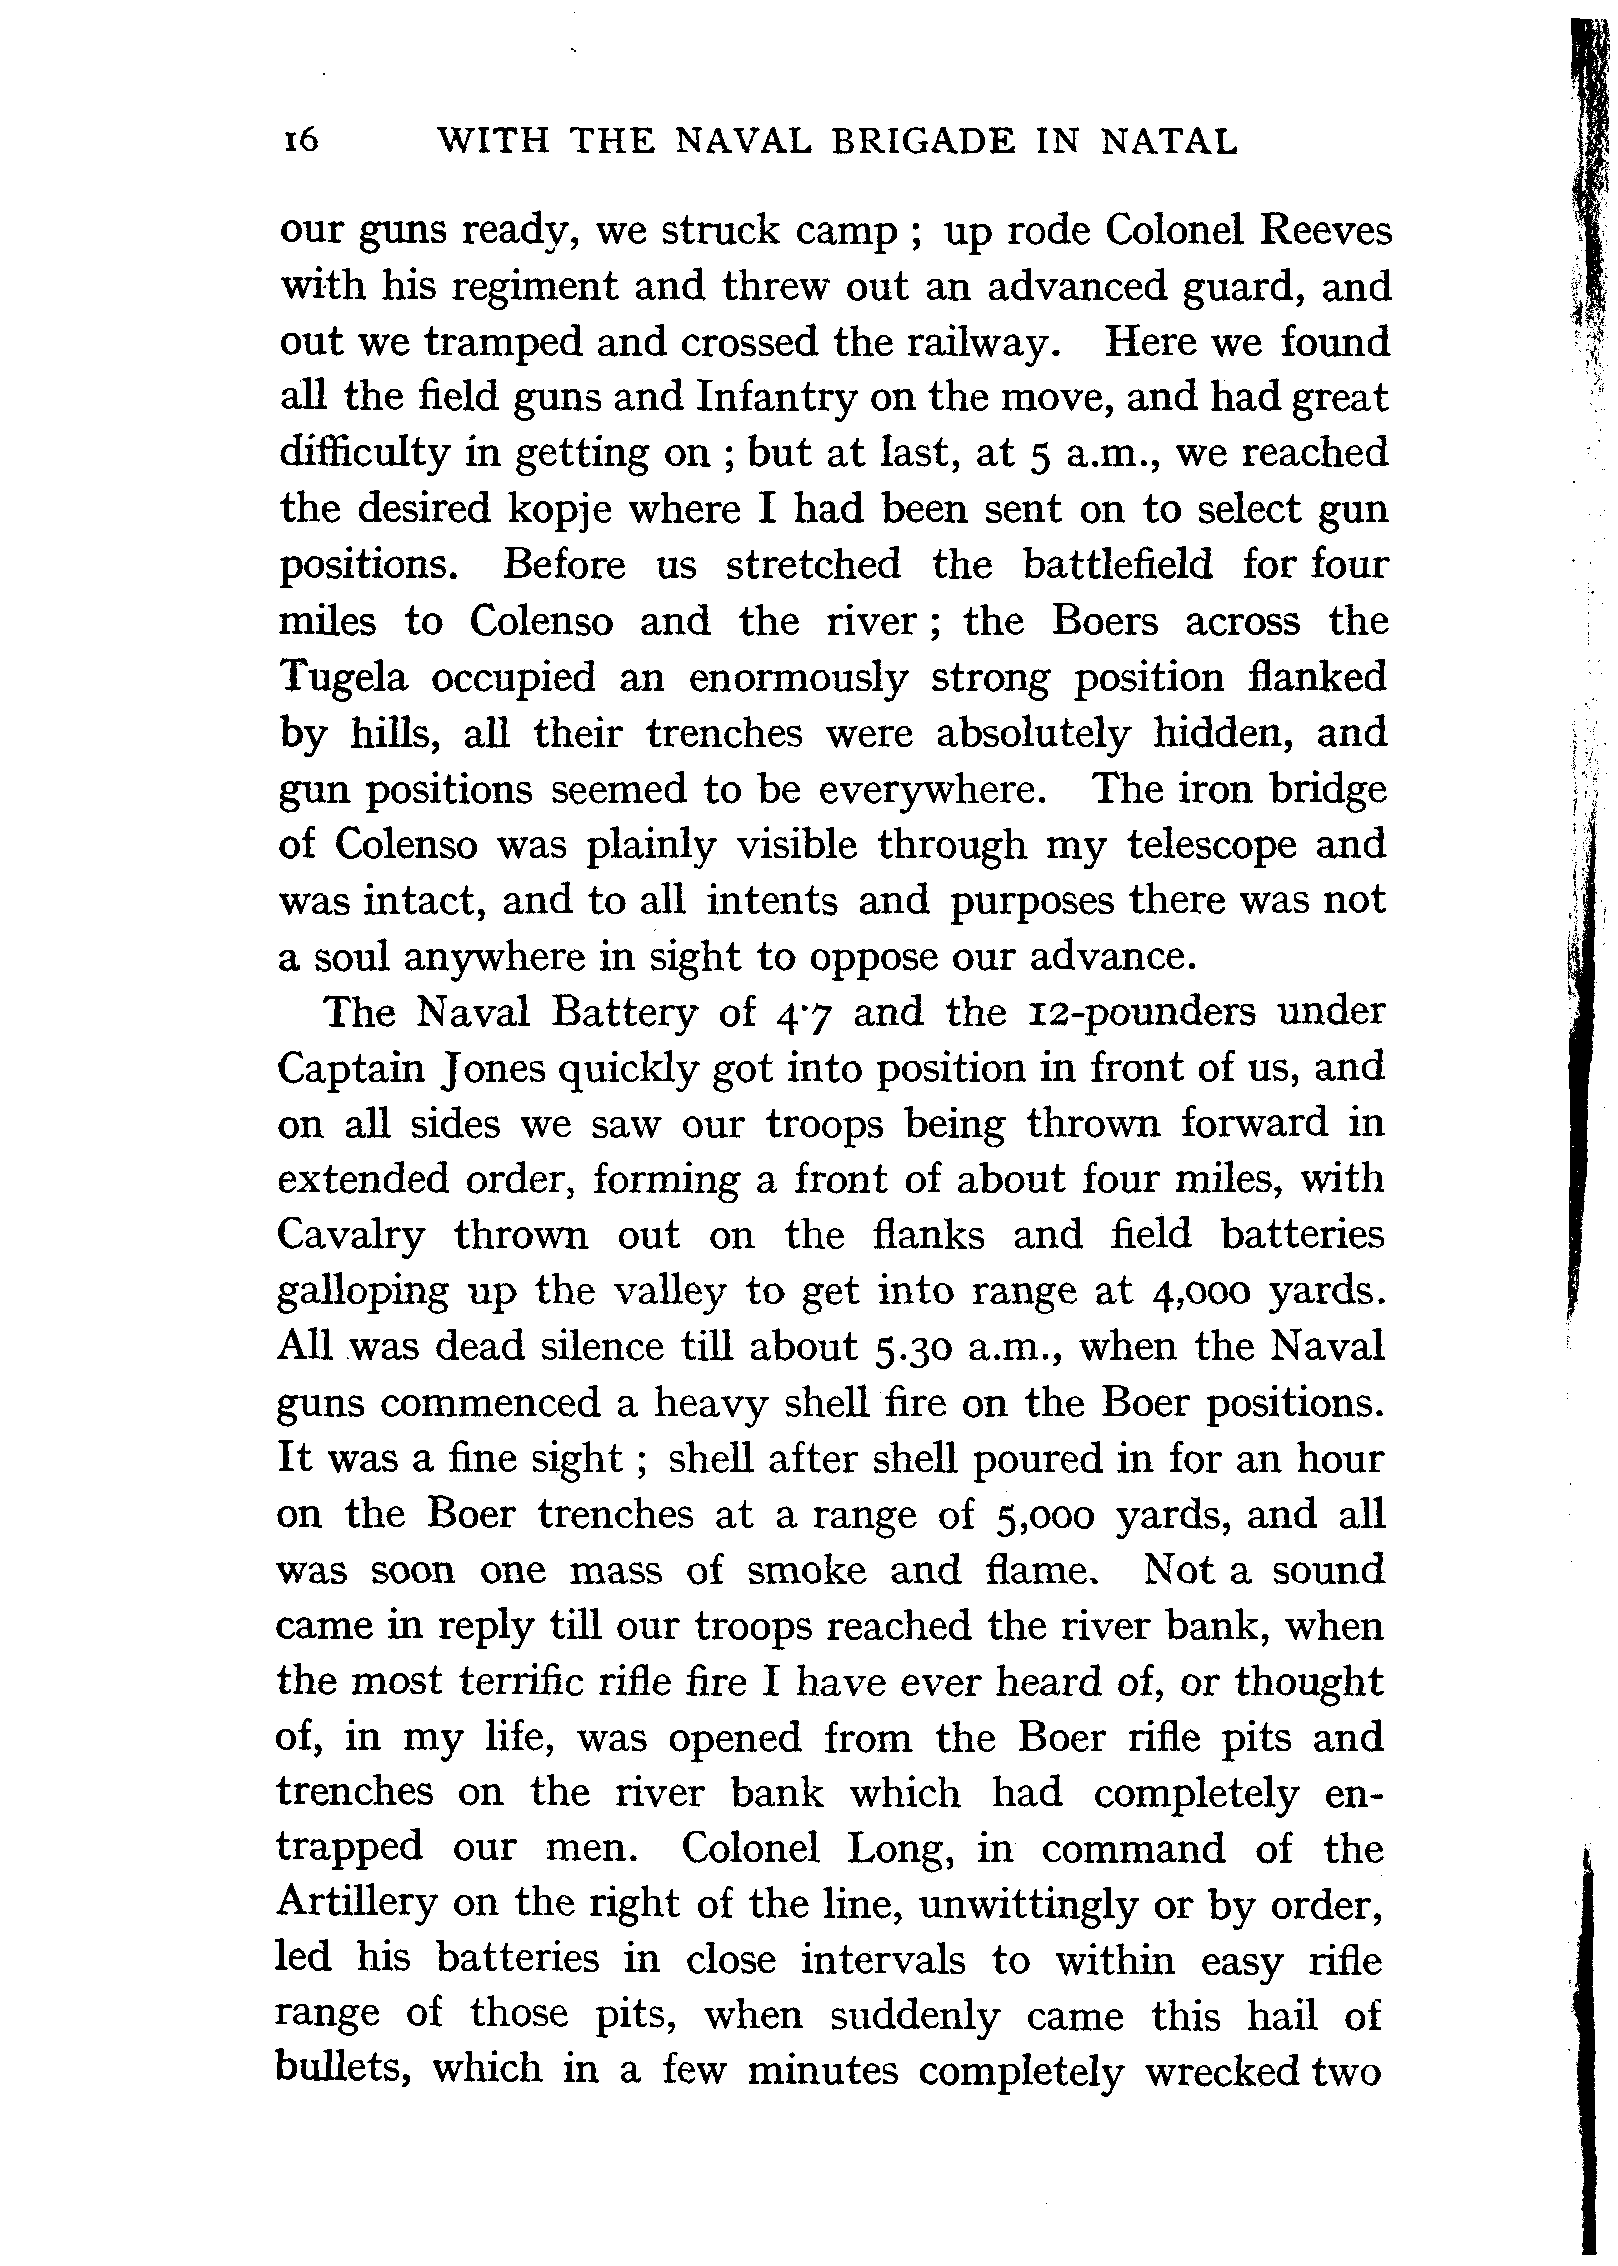 16 WITH THE NAVAL BRIGADE IN NATAL
our guns ready, we struck camp ; up rode Colonel Reeves
with his regiment and threw out an advanced guard, and
out we tramped and crossed the railway. Here we found
all the field guns and Infantry on the move, and had great
difficulty in getting on ; but at last, at 5 a.m., we reached
the desired kopje where I had been sent on to select gun
positions. Before us stretched the battlefield for four
miles to Colenso and the river ; the Boers across the
Tugela occupied an enormously strong position flanked
by hills, all their trenches were absolutely hidden, and
gun positions seemed to be everywhere. The iron bridge
of Colenso was plainly visible through my telescope and
was intact, and to all intents and purposes there was not
a soul anywhere in sight to oppose our advance.
The Naval Battery of 4·7 and the 12-pounders under
Captain Jones quickly got into position in front of us, and
on all sides we saw our troops being thrown forward in
extended order, forming a front of about four miles, with
Cavalry thrown out on the flanks and field batteries
galloping up the valley to get into range at 4,000 yards.
All was dead silence till about 5.30 a.m., when the Naval
guns commenced a heavy shell fire on the Boer positions.
It was a fine sight ; shell after shell poured in for an hour
on the Boer trenches at a range of 5,000 yards, and all
was soon one mass of smoke and flame. Not a sound
came in reply till our troops reached the river bank, when
the most terrific rifle fire I have ever heard of, or thought
of, in my life, was opened from the Boer rifle pits and
trenches on the river bank which had completely en-
trapped our men. Colonel Long, in command of the
Artillery on the right of the line, unwittingly or by order,
led his batteries in close intervals to within easy rifle
range of those pits, when suddenly came this hail of
bullets, which in a few minutes completely wrecked two